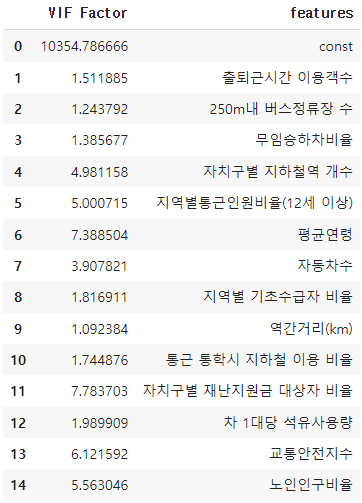 VIF Factor features
0 10354.786666 const
1 1.511885 출퇴근시간 이용객수
2 1.243792 250m내 버스정류장 수
3 1.385677 무임승하차비율
4 4.981158 자치구별 지하철역 개수
5 5.000715 지역별통근인원비율(12세 이상)
6 7.388504 평균연령
7 3.907821 자동차수
8 1.816911 지역별 기초수급자 비율
9 1.092384 역간거리(km)
10 1.744876 통근 통학시 지하철 이용 비율
11 7.783703 자치구별 재난지원금 대상자 비율
12 1.989909 차 1대당 석유사용량
13 6.121592 교통안전지수
14 5.563046 노인인구비율